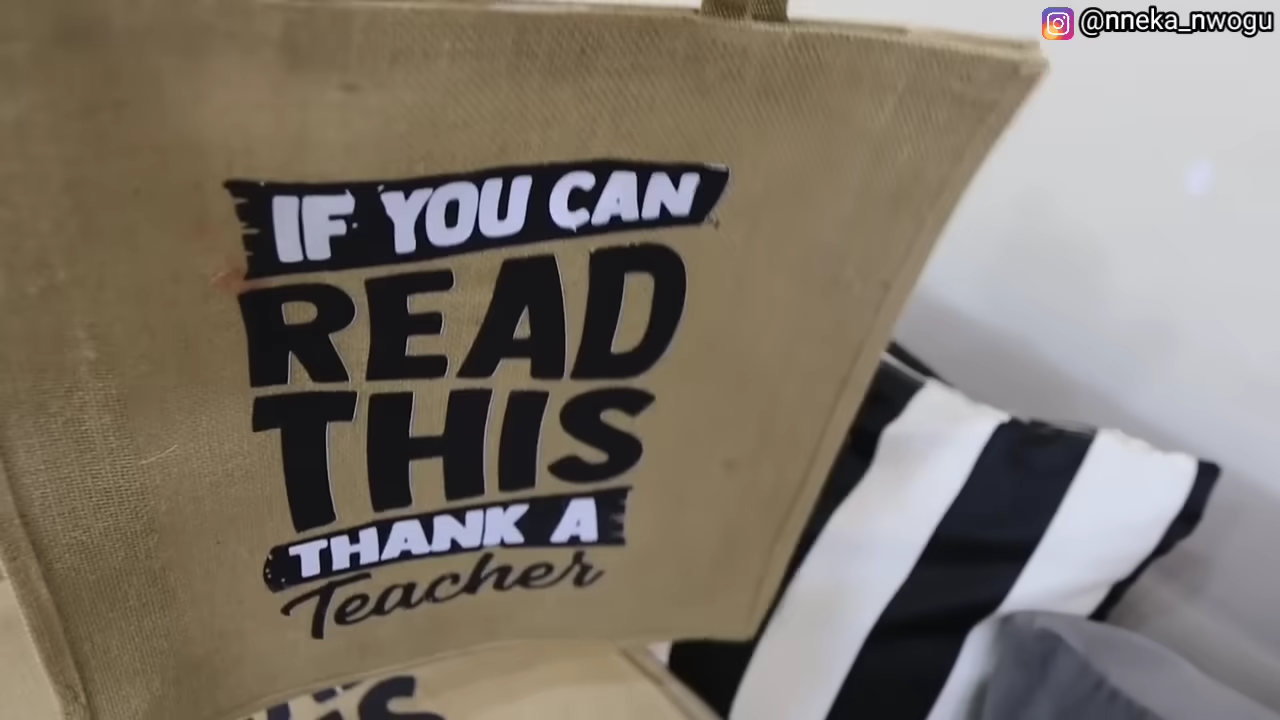 @nneka_nwogu
IF YOU CAN
READ
THIS
THANK A
Teacher